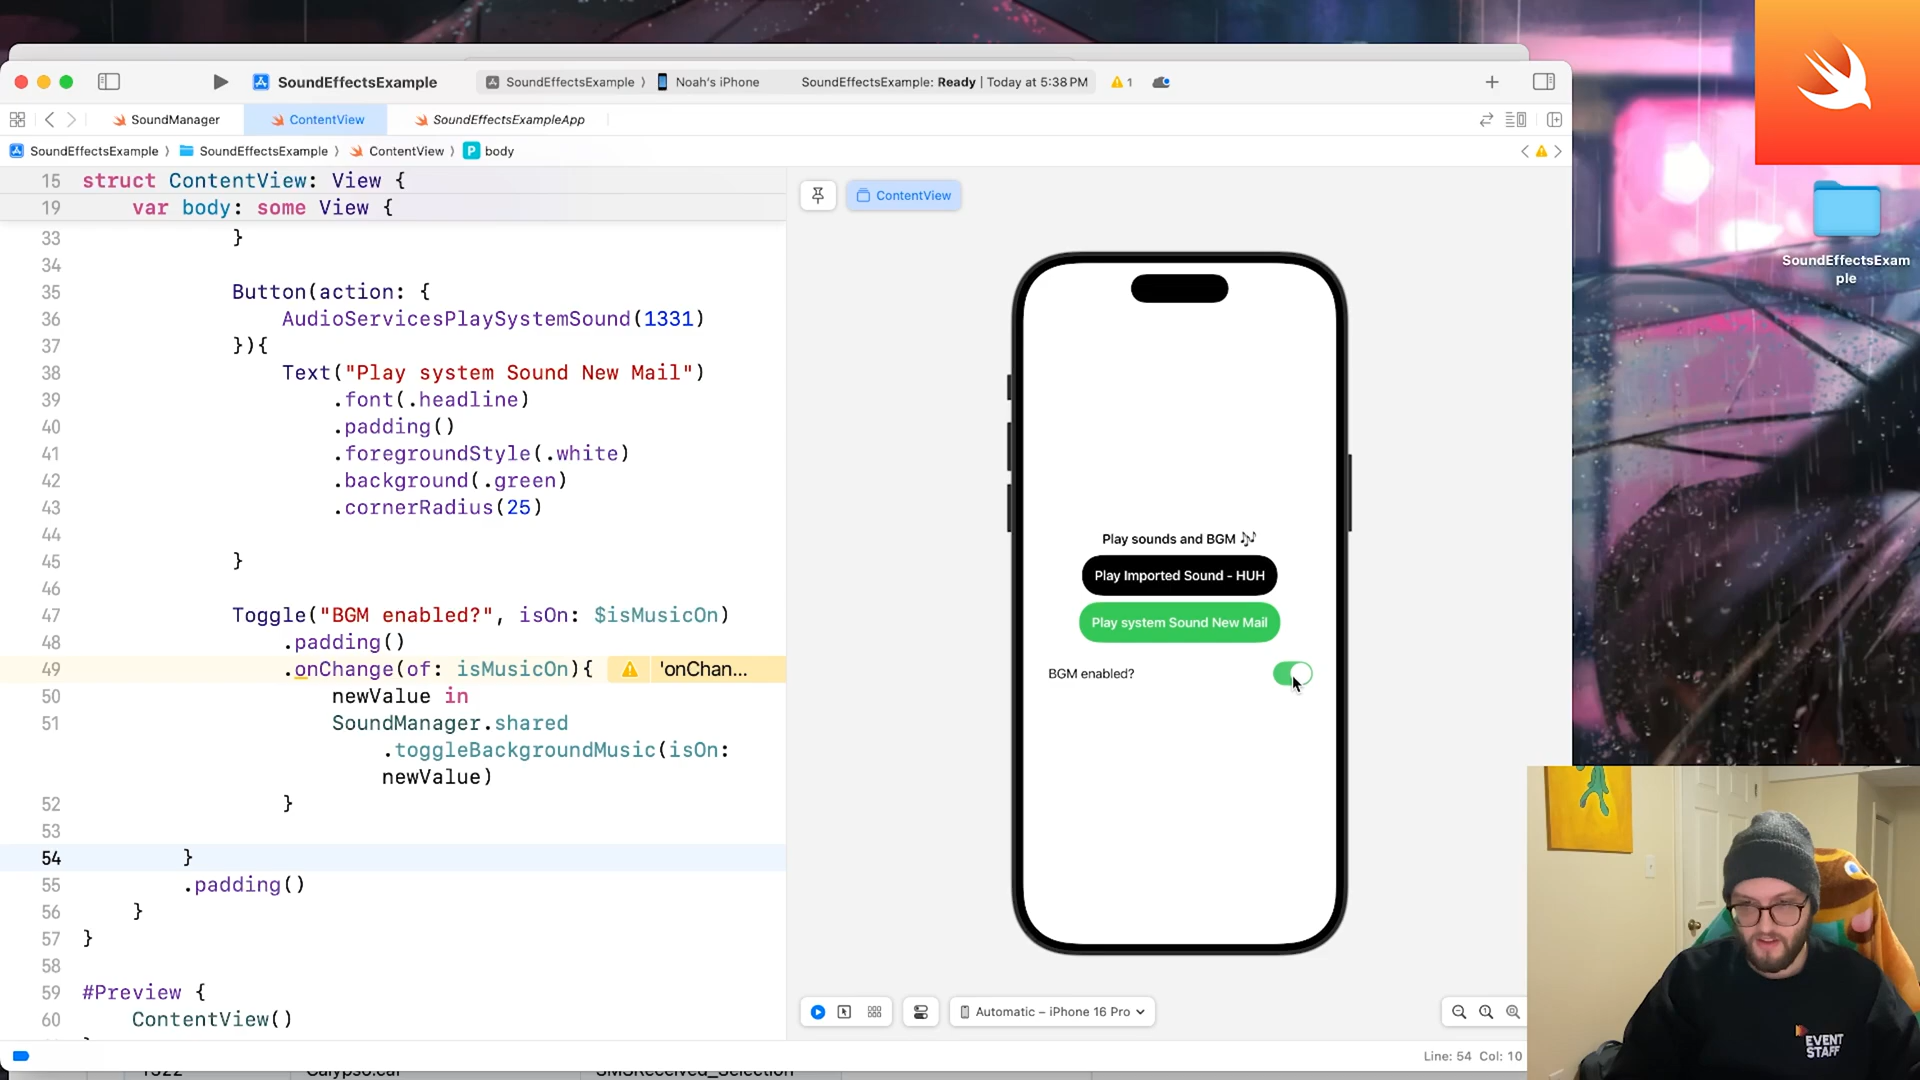 SoundEffectsExample
SoundEffectsExample 〉 Noah's iPhone
SoundEffectsExample: Ready | Today at 5:38 PM
1
SoundManager
ContentView
SoundEffectsExampleApp
SoundEffectsExample 〉 SoundEffectsExample 〉 ContentView 〉 P body
15 struct ContentView: View {
19 var body: some View {
33 }
34
35 Button(action: {
36 AudioServicesPlaySystemSound(1331)
37 }){
38 Text("Play system Sound New Mail")
39 .font(.headline)
40 .padding()
41 .foregroundStyle(.white)
42 .background(.green)
43 .cornerRadius(25)
44
45 }
46
47 Toggle("BGM enabled?", isOn: $isMusicOn)
48 .padding()
49 .onChange(of: isMusicOn){ 'onChan...
50 newValue in
51 SoundManager.shared
.toggleBackgroundMusic(isOn:
newValue)
52 }
53
54 }
55 .padding()
56 }
57 }
58
59 #Preview {
60 ContentView()
ContentView
Play sounds and BGM
Play Imported Sound - HUH
Play system Sound New Mail
BGM enabled?
Automatic – iPhone 16 Pro
Line: 54 Col: 10
SoundEffectsExam
ple
EVENT
STAFF